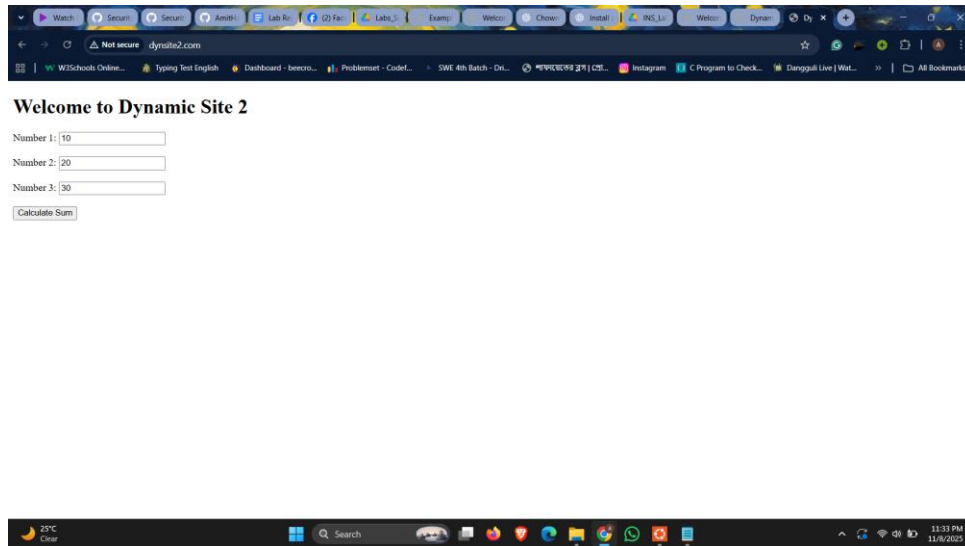 Watch
Securit
Securit
AmitH
Lab Re
(2) Fac
Labs_S
Exampl
Welco
Chow
Install
INS_La
Welco
Dynam
Dy
Not secure dynsite2.com
W3Schools Online...
Typing Test English
Dashboard - beecro...
Problemset - Codef...
SWE 4th Batch - Dri...
Instagram
C Program to Check...
Dangguli Live | Wat...
All Bookmarks
Welcome to Dynamic Site 2
Number 1: 10
Number 2: 20
Number 3: 30
Calculate Sum
25°C
Clear
Search
11:33 PM
11/8/2025